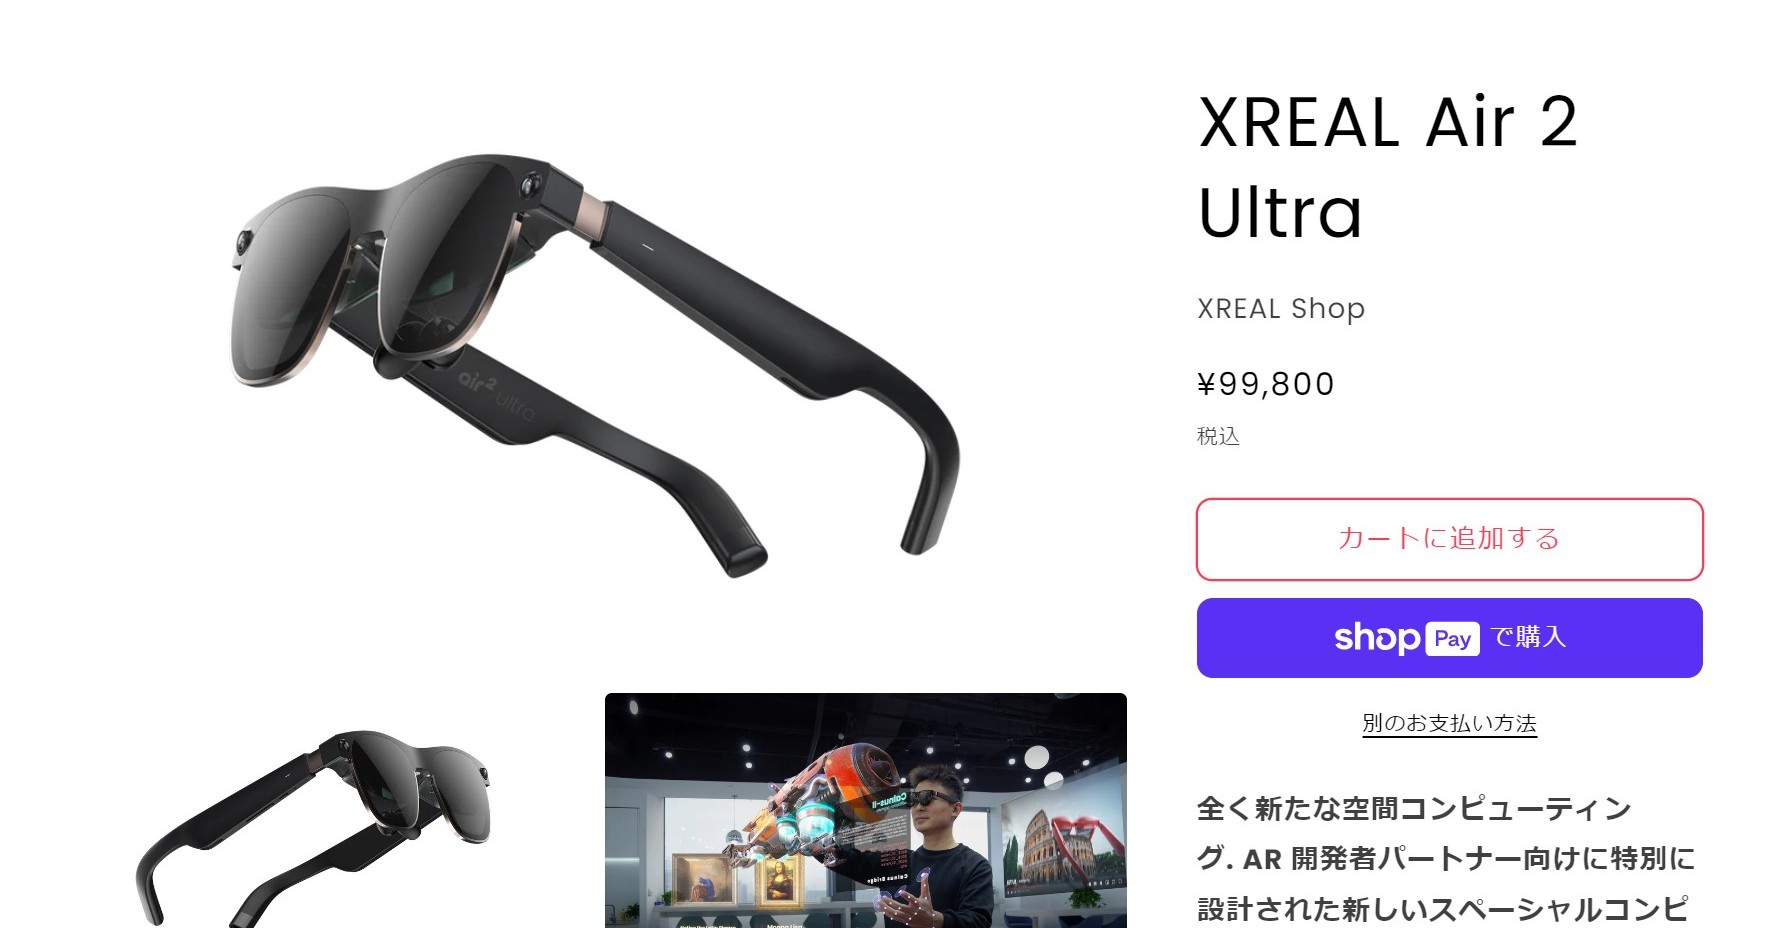 XREAL Air 2
Ultra
XREAL Shop
¥99,800
税込
カートに追加する
shop Pay で購入
別のお支払い方法
全く新たな空間コンピューティン
グ. AR 開発者パートナー向けに特別に
設計された新しいスペーシャルコンピ
air² ultra
Calnus-II
Calnus Bridge